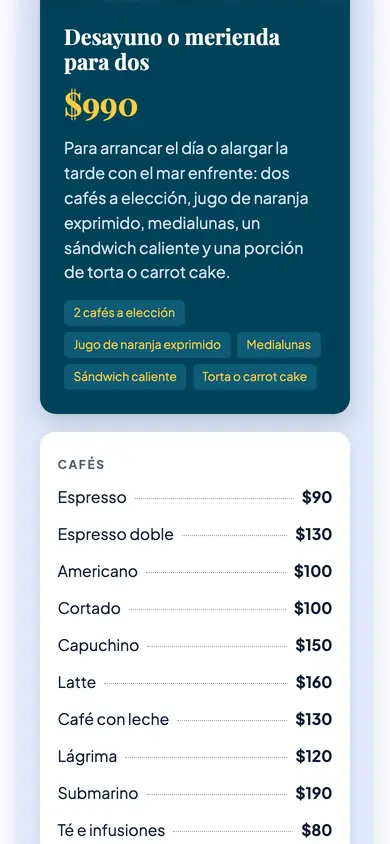 Desayuno o merienda
para dos
$990
Para arrancar el día o alargar la
tarde con el mar enfrente: dos
cafés a elección, jugo de naranja
exprimido, medialunas, un
sándwich caliente y una porción
de torta o carrot cake.
2 cafés a elección
Jugo de naranja exprimido
Medialunas
Sándwich caliente
Torta o carrot cake
CAFÉS
Espresso $90
Espresso doble $130
Americano $100
Cortado $100
Capuchino $150
Latte $160
Café con leche $130
Lágrima $120
Submarino $190
Té e infusiones $80